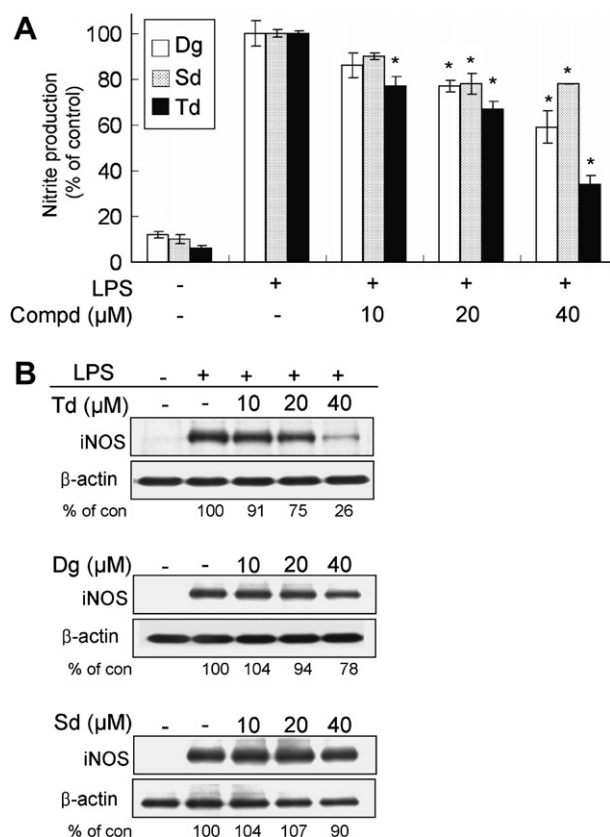 A
Nitrite production
(% of control)
100
80
60
40
20
0
Dg
Sd
Td
* * * * * * *
LPS - + + + +
Compd (μM) - - 10 20 40
B
LPS - + + + +
Td (μM) - - 10 20 40
iNOS
β-actin
% of con 100 91 75 26
Dg (μM) - - 10 20 40
iNOS
β-actin
% of con 100 104 94 78
Sd (μM) - - 10 20 40
iNOS
β-actin
% of con 100 104 107 90